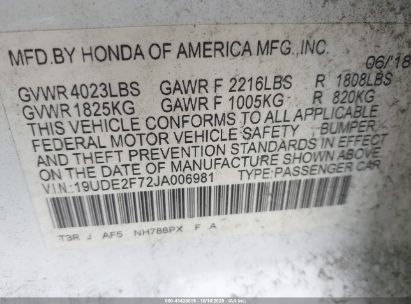 MFD.BY HONDA OF AMERICA MFG.,INC.
06/18
GVWR 4023LBS GAWR F 2216LBS R 1808LBS
GVWR 1825KG GAWR F 1005KG R 820KG
THIS VEHICLE CONFORMS TO ALL APPLICABLE
FEDERAL MOTOR VEHICLE SAFETY, BUMPER,
AND THEFT PREVENTION STANDARDS IN EFFECT
ON THE DATE OF MANUFACTURE SHOWN ABOVE.
VIN:19UDE2F72JA006981 TYPE:PASSENGER CAR
T3R J AF5 NH788PX F A